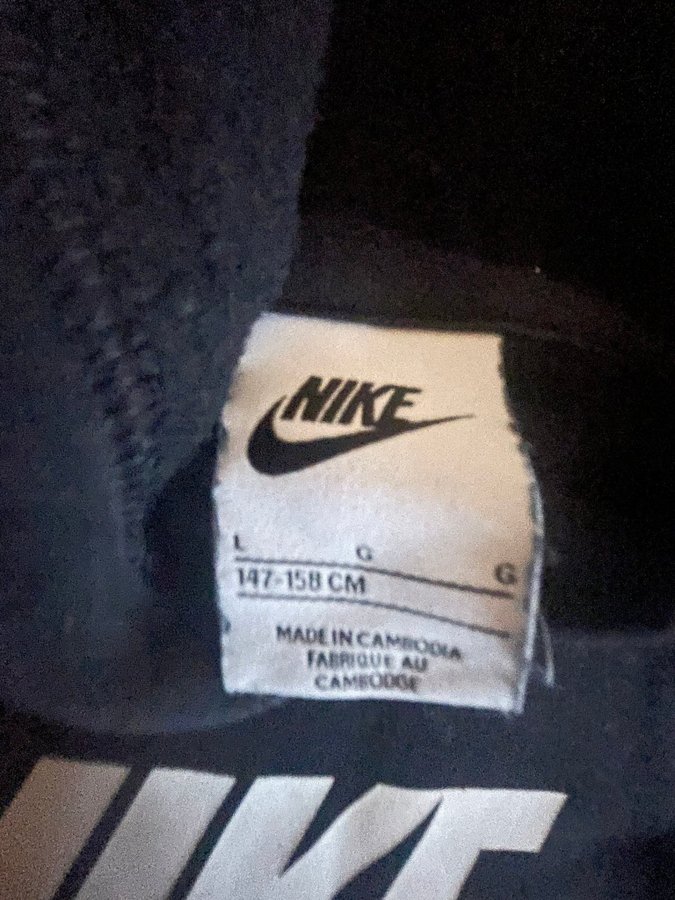 NIKE
L G G
147-158 CM
MADE IN CAMBODIA
FABRIQUE AU
CAMBODGE